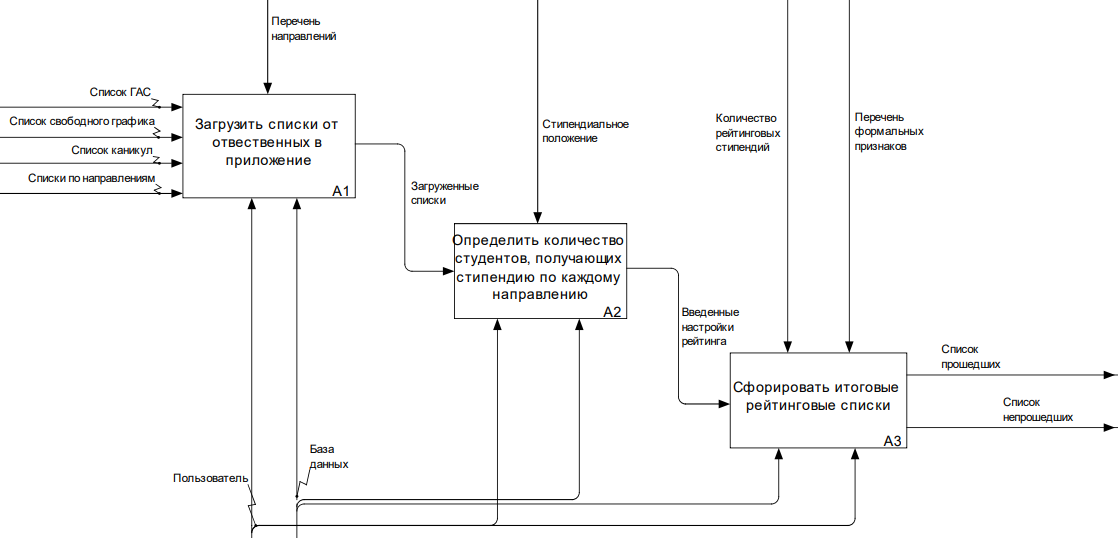 Перечень
направлений
Список ГАС
Список свободного графика
Список каникул
Списки по направлениям
Загрузить списки от
отвественных в
приложение
A1
Загруженные
списки
Стипендиальное
положение
Количество
рейтинговых
стипендий
Перечень
формальных
признаков
Определить количество
студентов, получающих
стипендию по каждому
направлению
A2
Введенные
настройки
рейтинга
Сфорировать итоговые
рейтинговые списки
A3
Список
прошедших
Список
непрошедших
База
данных
Пользователь